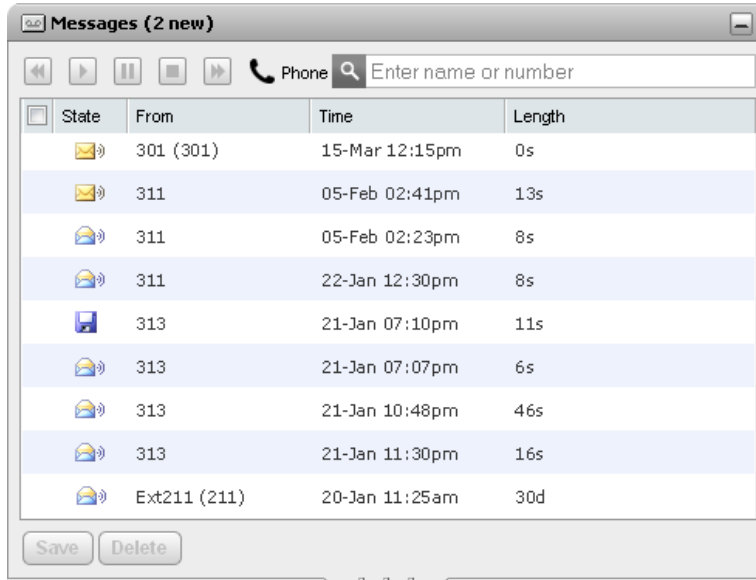 Messages (2 new)
Phone Enter name or number
State From Time Length
301 (301) 15-Mar 12:15pm 0s
311 05-Feb 02:41pm 13s
311 05-Feb 02:23pm 8s
311 22-Jan 12:30pm 8s
313 21-Jan 07:10pm 11s
313 21-Jan 07:07pm 6s
313 21-Jan 10:48pm 46s
313 21-Jan 11:30pm 16s
Ext211 (211) 20-Jan 11:25am 30d
Save Delete